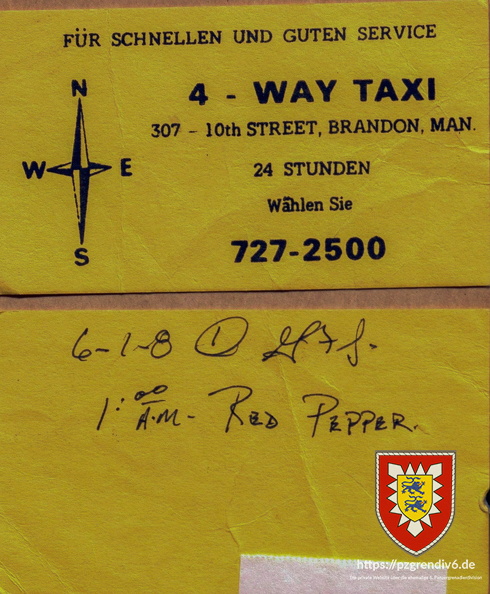 FÜR SCHNELLEN UND GUTEN SERVICE
N
W E
S
4 - WAY TAXI
307 - 10th STREET, BRANDON, MAN.
24 STUNDEN
Wählen Sie
727-2500
6-1-8 ①
1:00 A.M- RED PEPPER.
https://pzgrendiv6.de